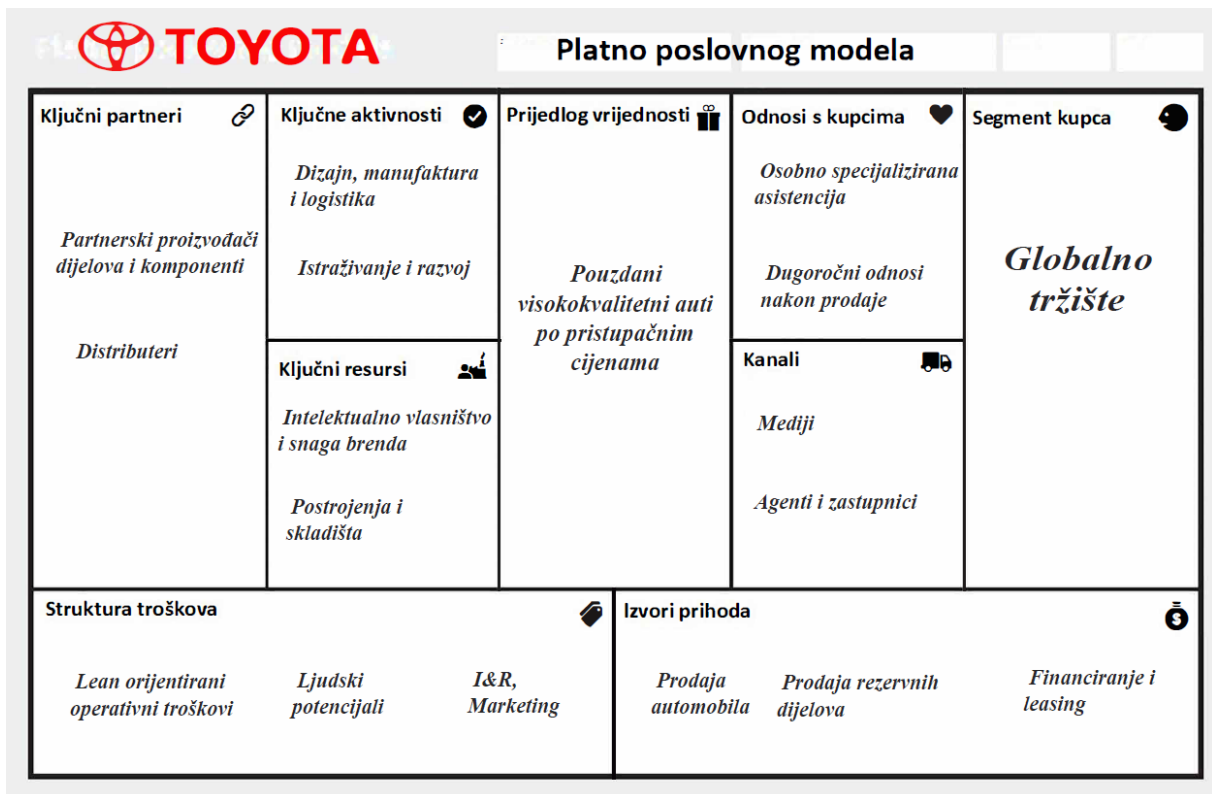 TOYOTA
Platno poslovnog modela
Ključni partneri
Partnerski proizvođači
dijelova i komponenti
Distributeri
Ključne aktivnosti
Dizajn, manufaktura
i logistika
Istraživanje i razvoj
Ključni resursi
Intelektualno vlasništvo
i snaga brenda
Postrojenja i
skladišta
Prijedlog vrijednosti
Pouzdani
visokokvalitetni auti
po pristupačnim
cijenama
Odnosi s kupcima
Osobno specijalizirana
asistencija
Dugoročni odnosi
nakon prodaje
Kanali
Mediji
Agenti i zastupnici
Segment kupca
Globalno
tržište
Struktura troškova
Lean orijentirani
operativni troškovi
Ljudski
potencijali
I&R,
Marketing
Izvori prihoda
Prodaja
automobila
Prodaja rezervnih
dijelova
Financiranje i
leasing